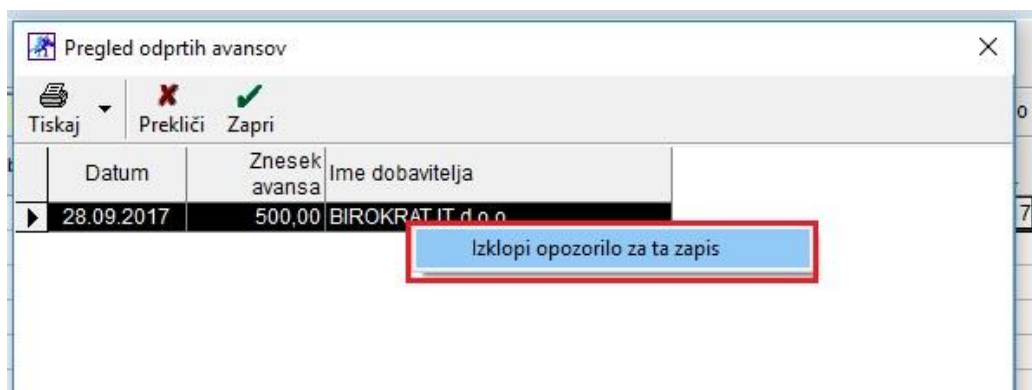 Pregled odprtih avansov
Tiskaj Prekliči Zapri
Datum Znesek avansa Ime dobavitelja
28.09.2017 500,00 BIROKRAT IT d.o.o.
Izklopi opozorilo za ta zapis